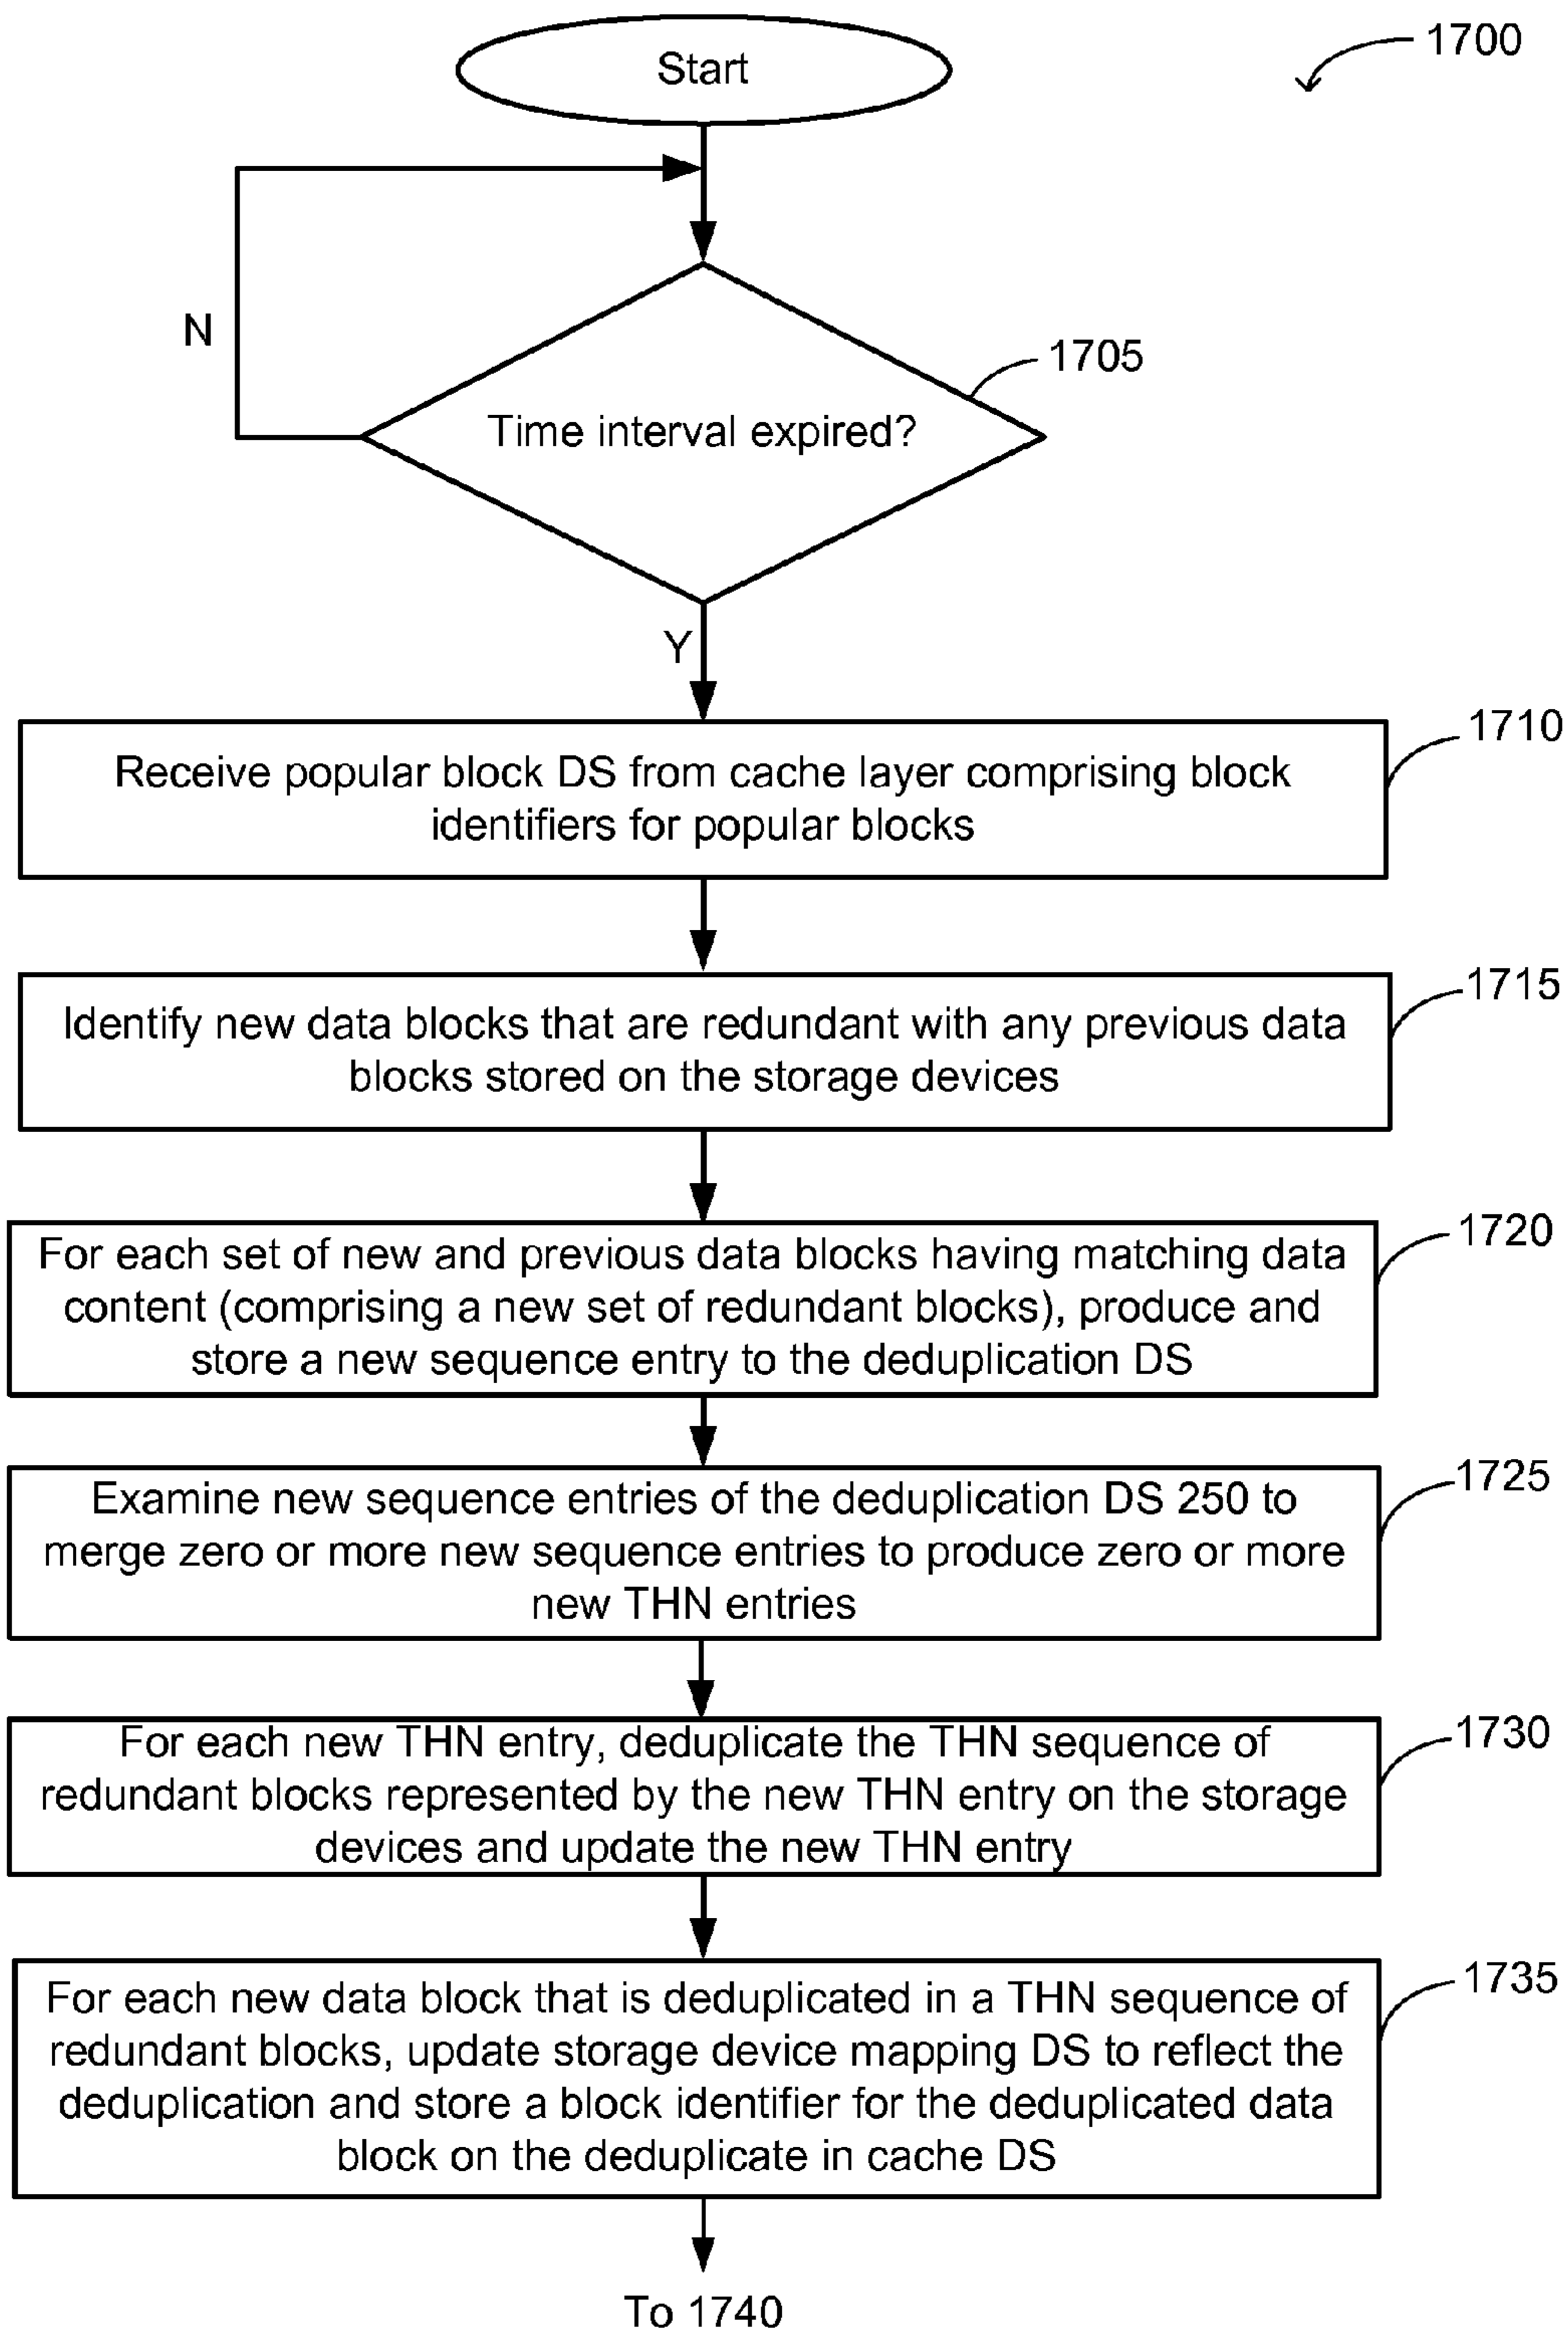 Start
1700
N
1705
Time interval expired?
Y
1710
Receive popular block DS from cache layer comprising block
identifiers for popular blocks
1715
Identify new data blocks that are redundant with any previous data
blocks stored on the storage devices
1720
For each set of new and previous data blocks having matching data
content (comprising a new set of redundant blocks), produce and
store a new sequence entry to the deduplication DS
1725
Examine new sequence entries of the deduplication DS 250 to
merge zero or more new sequence entries to produce zero or more
new THN entries
1730
For each new THN entry, deduplicate the THN sequence of
redundant blocks represented by the new THN entry on the storage
devices and update the new THN entry
1735
For each new data block that is deduplicated in a THN sequence of
redundant blocks, update storage device mapping DS to reflect the
deduplication and store a block identifier for the deduplicated data
block on the deduplicate in cache DS
To 1740